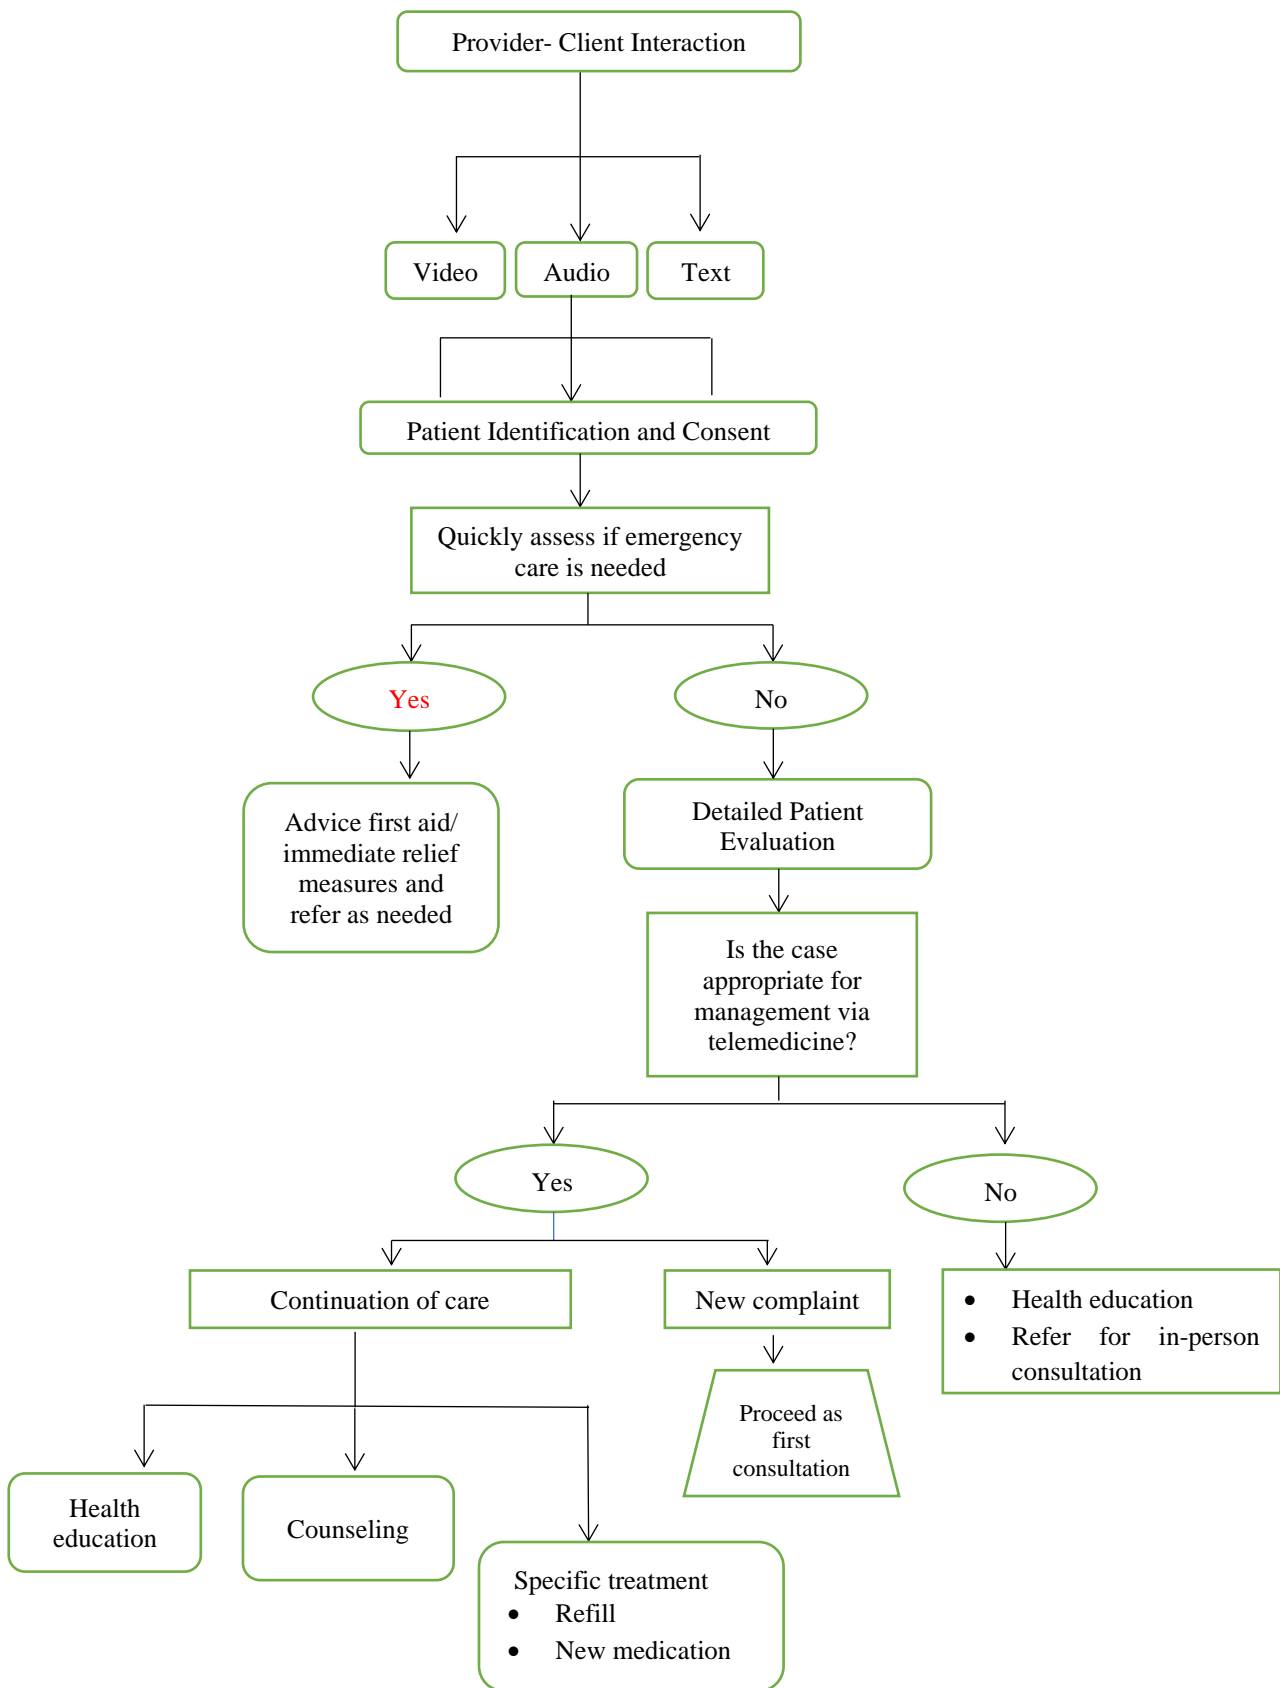 Provider- Client Interaction
Video
Audio
Text
Patient Identification and Consent
Quickly assess if emergency
care is needed
Yes
No
Advice first aid/
immediate relief
measures and
refer as needed
Detailed Patient
Evaluation
Is the case
appropriate for
management via
telemedicine?
Yes
No
Continuation of care
New complaint
• Health education
• Refer for in-person
consultation
Proceed as
first
consultation
Health
education
Counseling
Specific treatment
• Refill
• New medication